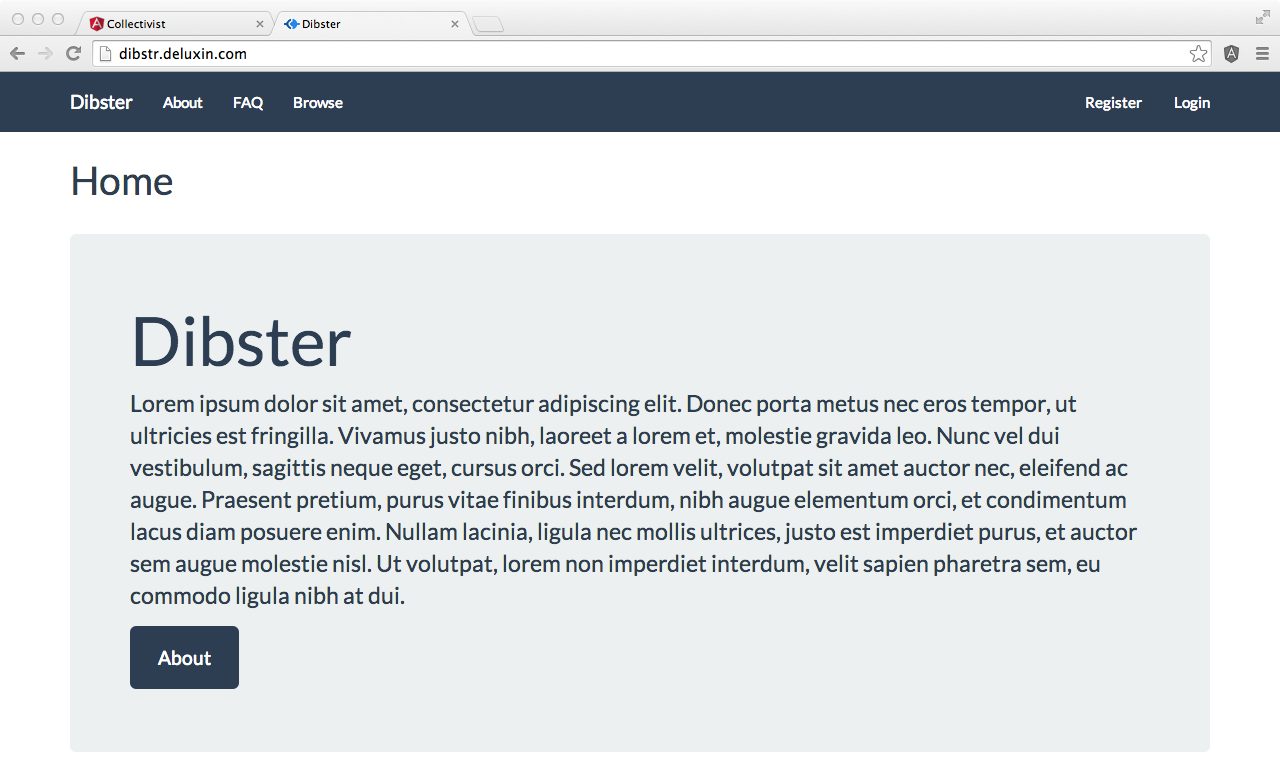 Collectivist
Dibster
dibstr.deluxin.com
Dibster About FAQ Browse Register Login
Home
Dibster
Lorem ipsum dolor sit amet, consectetur adipiscing elit. Donec porta metus nec eros tempor, ut
ultricies est fringilla. Vivamus justo nibh, laoreet a lorem et, molestie gravida leo. Nunc vel dui
vestibulum, sagittis neque eget, cursus orci. Sed lorem velit, volutpat sit amet auctor nec, eleifend ac
augue. Praesent pretium, purus vitae finibus interdum, nibh augue elementum orci, et condimentum
lacus diam posuere enim. Nullam lacinia, ligula nec mollis ultrices, justo est imperdiet purus, et auctor
sem augue molestie nisl. Ut volutpat, lorem non imperdiet interdum, velit sapien pharetra sem, eu
commodo ligula nibh at dui.
About